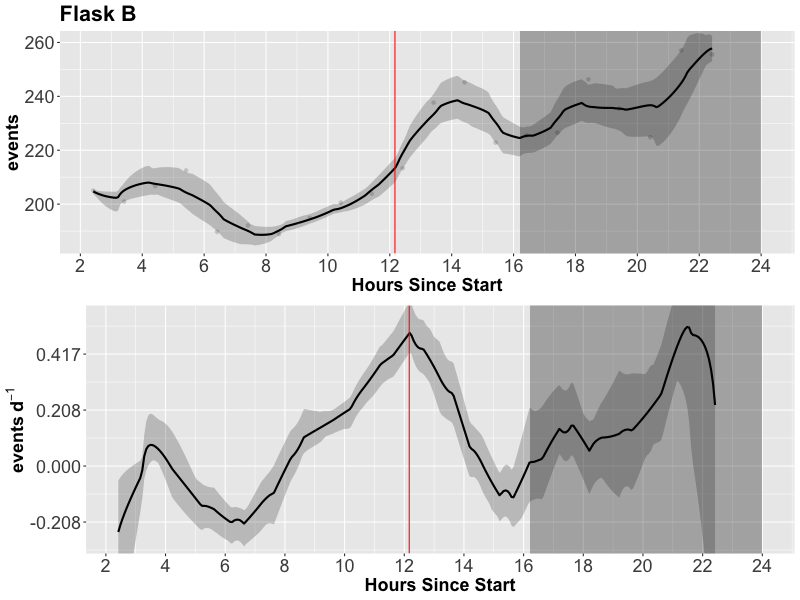 Flask B
260
240
220
200
events
2 4 6 8 10 12 14 16 18 20 22 24
Hours Since Start
0.417
0.208
0.000
-0.208
events d⁻¹
2 4 6 8 10 12 14 16 18 20 22 24
Hours Since Start